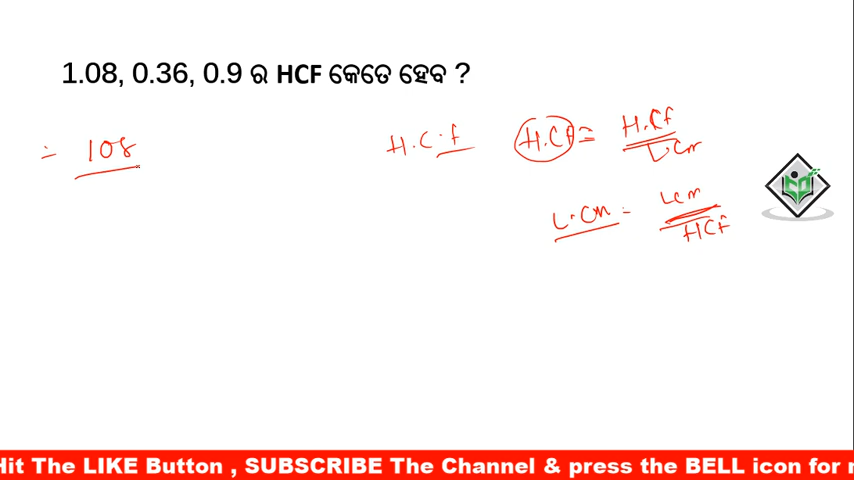 1.08, 0.36, 0.9 ର HCF କେତେ ହେବ ?
= 108
H.C.f H.Cf = H.Cf / L.Cm
L.CM = LCM / HCF
Hit The LIKE Button , SUBSCRIBE The Channel & press the BELL icon for